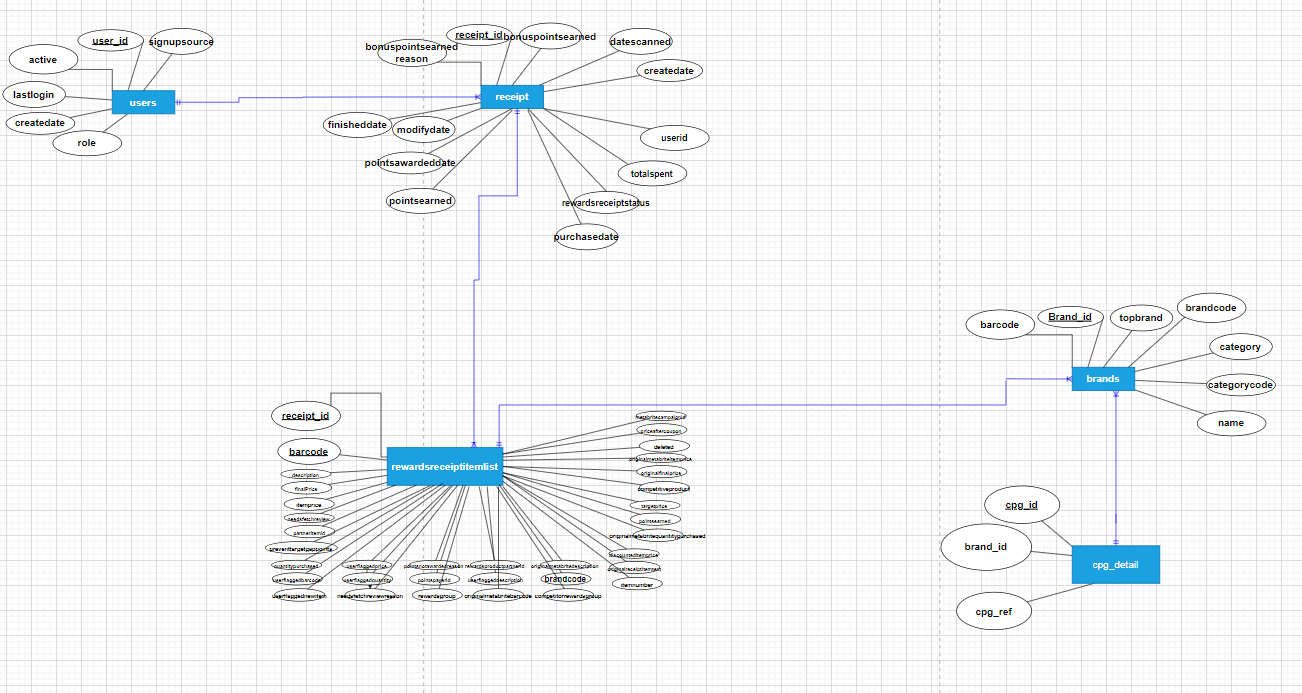 user_id
signupsource
active
lastlogin
users
createdate
role
receipt_id
bonuspointsearned
bonuspointsearned
reason
datescanned
createdate
receipt
finisheddate
modifydate
userid
pointsawardeddate
totalspent
pointsearned
rewardsreceiptstatus
purchasedate
barcode
Brand_id
topbrand
brandcode
category
brands
categorycode
name
receipt_id
barcode
rewardsreceiptitemlist
description
finalPrice
itemprice
needsfetchreview
partneritemid
preventtargetgappoints
quantitypurchased
userflaggedbarcode
userflaggednewitem
userflaggedprice
userflaggedquantity
needsfetchreviewreason
pointsnotawardedreason
pointspayerid
rewardsgroup
rewardsproductpartnerid
userflaggeddescription
originalmetabritebarcode
originalmetabritedescription
brandcode
competitorrewardsgroup
metabritecampaignid
priceaftercoupon
deleted
originalmetabriteitemprice
originalfinalprice
competitiveproduct
targetprice
pointsearned
originalmetabritequantitypurchased
discounteditemprice
originalreceiptitemtext
itemnumber
cpg_id
brand_id
cpg_detail
cpg_ref